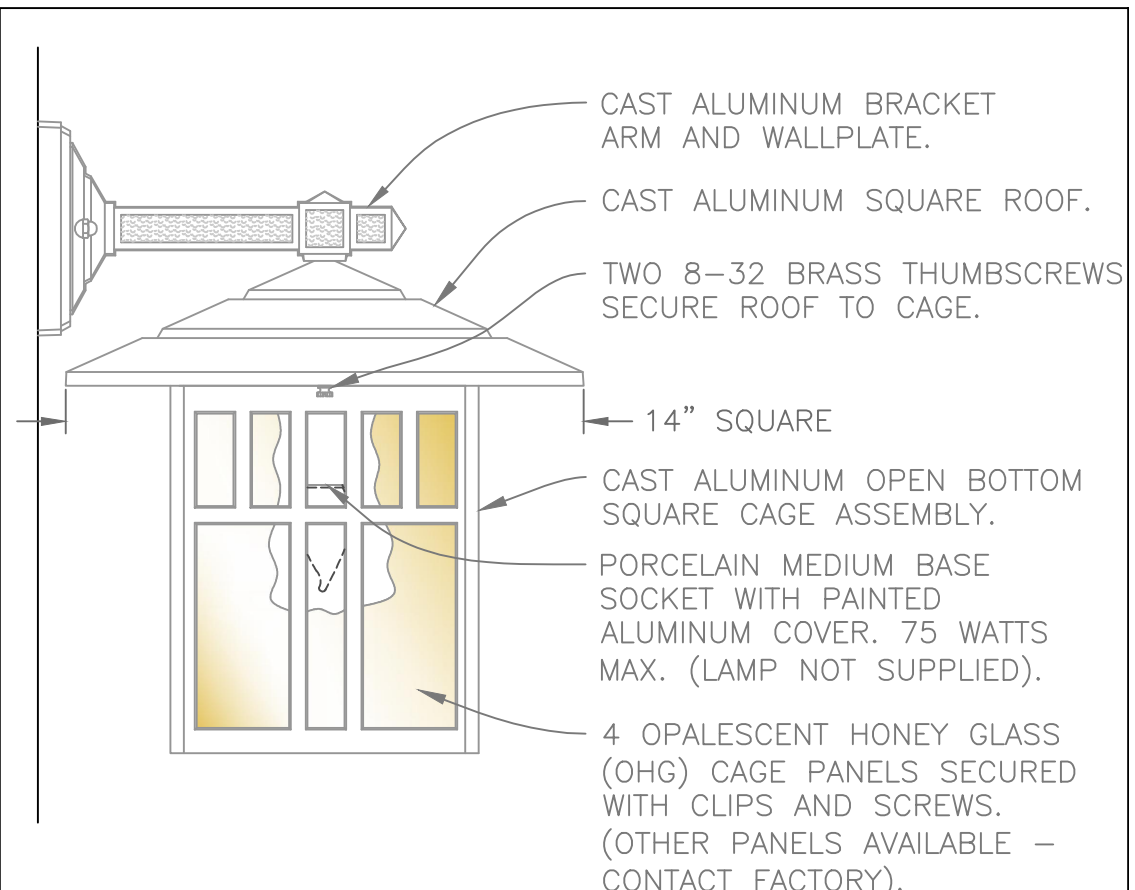 CAST ALUMINUM BRACKET
ARM AND WALLPLATE.
CAST ALUMINUM SQUARE ROOF.
TWO 8-32 BRASS THUMBSCREWS
SECURE ROOF TO CAGE.
14" SQUARE
CAST ALUMINUM OPEN BOTTOM
SQUARE CAGE ASSEMBLY.
PORCELAIN MEDIUM BASE
SOCKET WITH PAINTED
ALUMINUM COVER. 75 WATTS
MAX. (LAMP NOT SUPPLIED).
4 OPALESCENT HONEY GLASS
(OHG) CAGE PANELS SECURED
WITH CLIPS AND SCREWS.
(OTHER PANELS AVAILABLE –
CONTACT FACTORY).